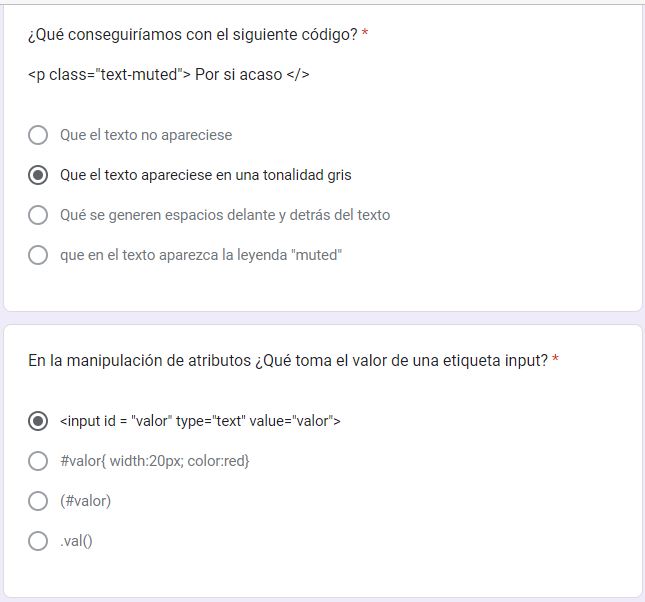 ¿Qué conseguiríamos con el siguiente código? *
<p class="text-muted"> Por si acaso </>
Que el texto no apareciese
Que el texto apareciese en una tonalidad gris
Qué se generen espacios delante y detrás del texto
que en el texto aparezca la leyenda "muted"
En la manipulación de atributos ¿Qué toma el valor de una etiqueta input? *
<input id = "valor" type="text" value="valor">
#valor{ width:20px; color:red}
(#valor)
.val()